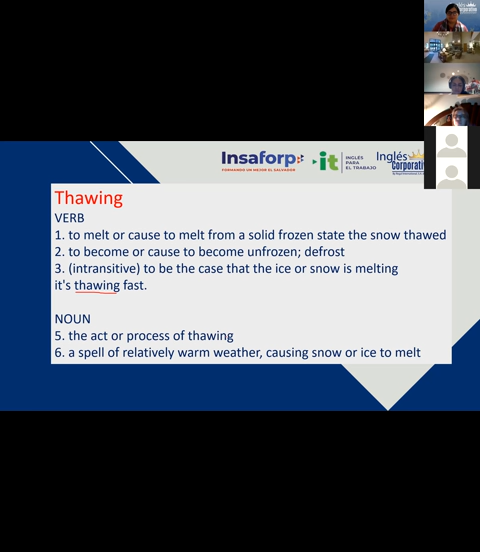 Insaforp
FORMANDO UN MEJOR EL SALVADOR
it
INGLÉS
PARA
EL TRABAJO
Inglés
Corporativ
Thawing
VERB
1. to melt or cause to melt from a solid frozen state the snow thawed
2. to become or cause to become unfrozen; defrost
3. (intransitive) to be the case that the ice or snow is melting
it's thawing fast.
NOUN
5. the act or process of thawing
6. a spell of relatively warm weather, causing snow or ice to melt